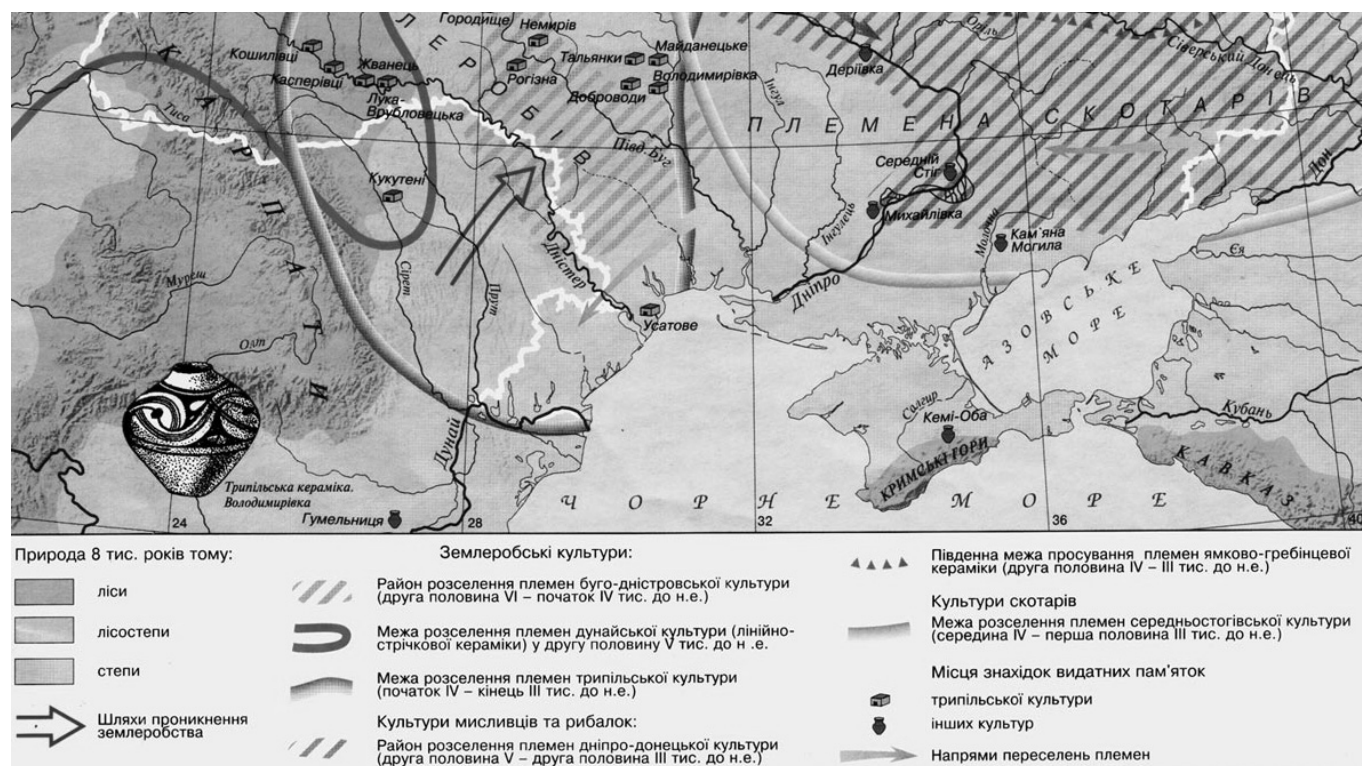 Городище
Немирів
Кошилівці
Жванець
Касперівці
Лука-
Врубловецька
Рогізна
Тальянки
Майданецьке
Володимирівка
Доброводи
Деріївка
Оріль
Сіверський Донець
ЛЕРОБІВ
ПЛЕМЕНА СКОТАРІВ
КАРПАТИ
Тиса
Кукутені
Півд. Буг
Інгул
Інгулець
Середній
Стіг
Михайлівка
Молочна
Кам'яна
Могила
Дон
Єя
Муреш
Сірет
Прут
Дністер
Дніпро
Усатове
АЗОВСЬКЕ
МОРЕ
Олт
Салгир
Кемі-Оба
КРИМСЬКІ ГОРИ
Кубань
КАВКАЗ
Дунай
ЧОРНЕ МОРЕ
Трипільська кераміка.
Володимирівка
Гумельниця
24
28
32
36
40
Природа 8 тис. років тому:
ліси
лісостепи
степи
Шляхи проникнення
землеробства
Землеробські культури:
Район розселення племен буго-дністровської культури
(друга половина VI – початок IV тис. до н.е.)
Межа розселення племен дунайської культури (лінійно-
стрічкової кераміки) у другу половину V тис. до н .е.
Межа розселення племен трипільської культури
(початок IV – кінець III тис. до н.е.)
Культури мисливців та рибалок:
Район розселення племен дніпро-донецької культури
(друга половина V – друга половина III тис. до н.е.)
Південна межа просування племен ямково-гребінцевої
кераміки (друга половина IV – III тис. до н.е.)
Культури скотарів
Межа розселення племен середньостогівської культури
(середина IV – перша половина III тис. до н.е.)
Місця знахідок видатних пам'яток
трипільської культури
інших культур
Напрями переселень племен